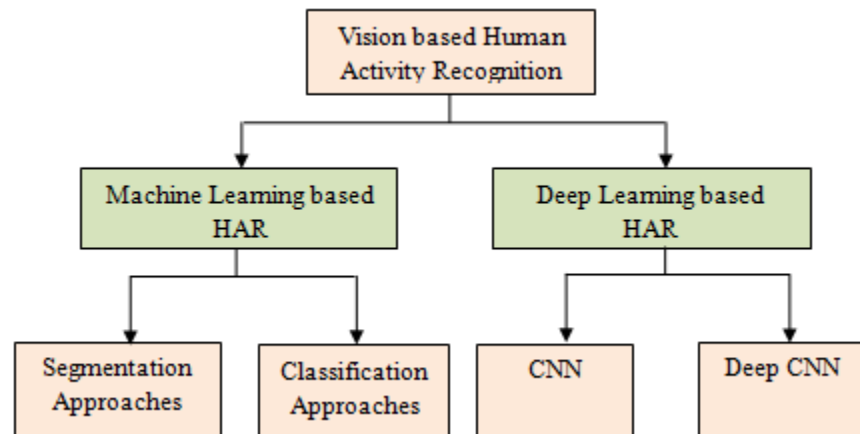 Vision based Human
Activity Recognition
Machine Learning based
HAR
Deep Learning based
HAR
Segmentation
Approaches
Classification
Approaches
CNN
Deep CNN